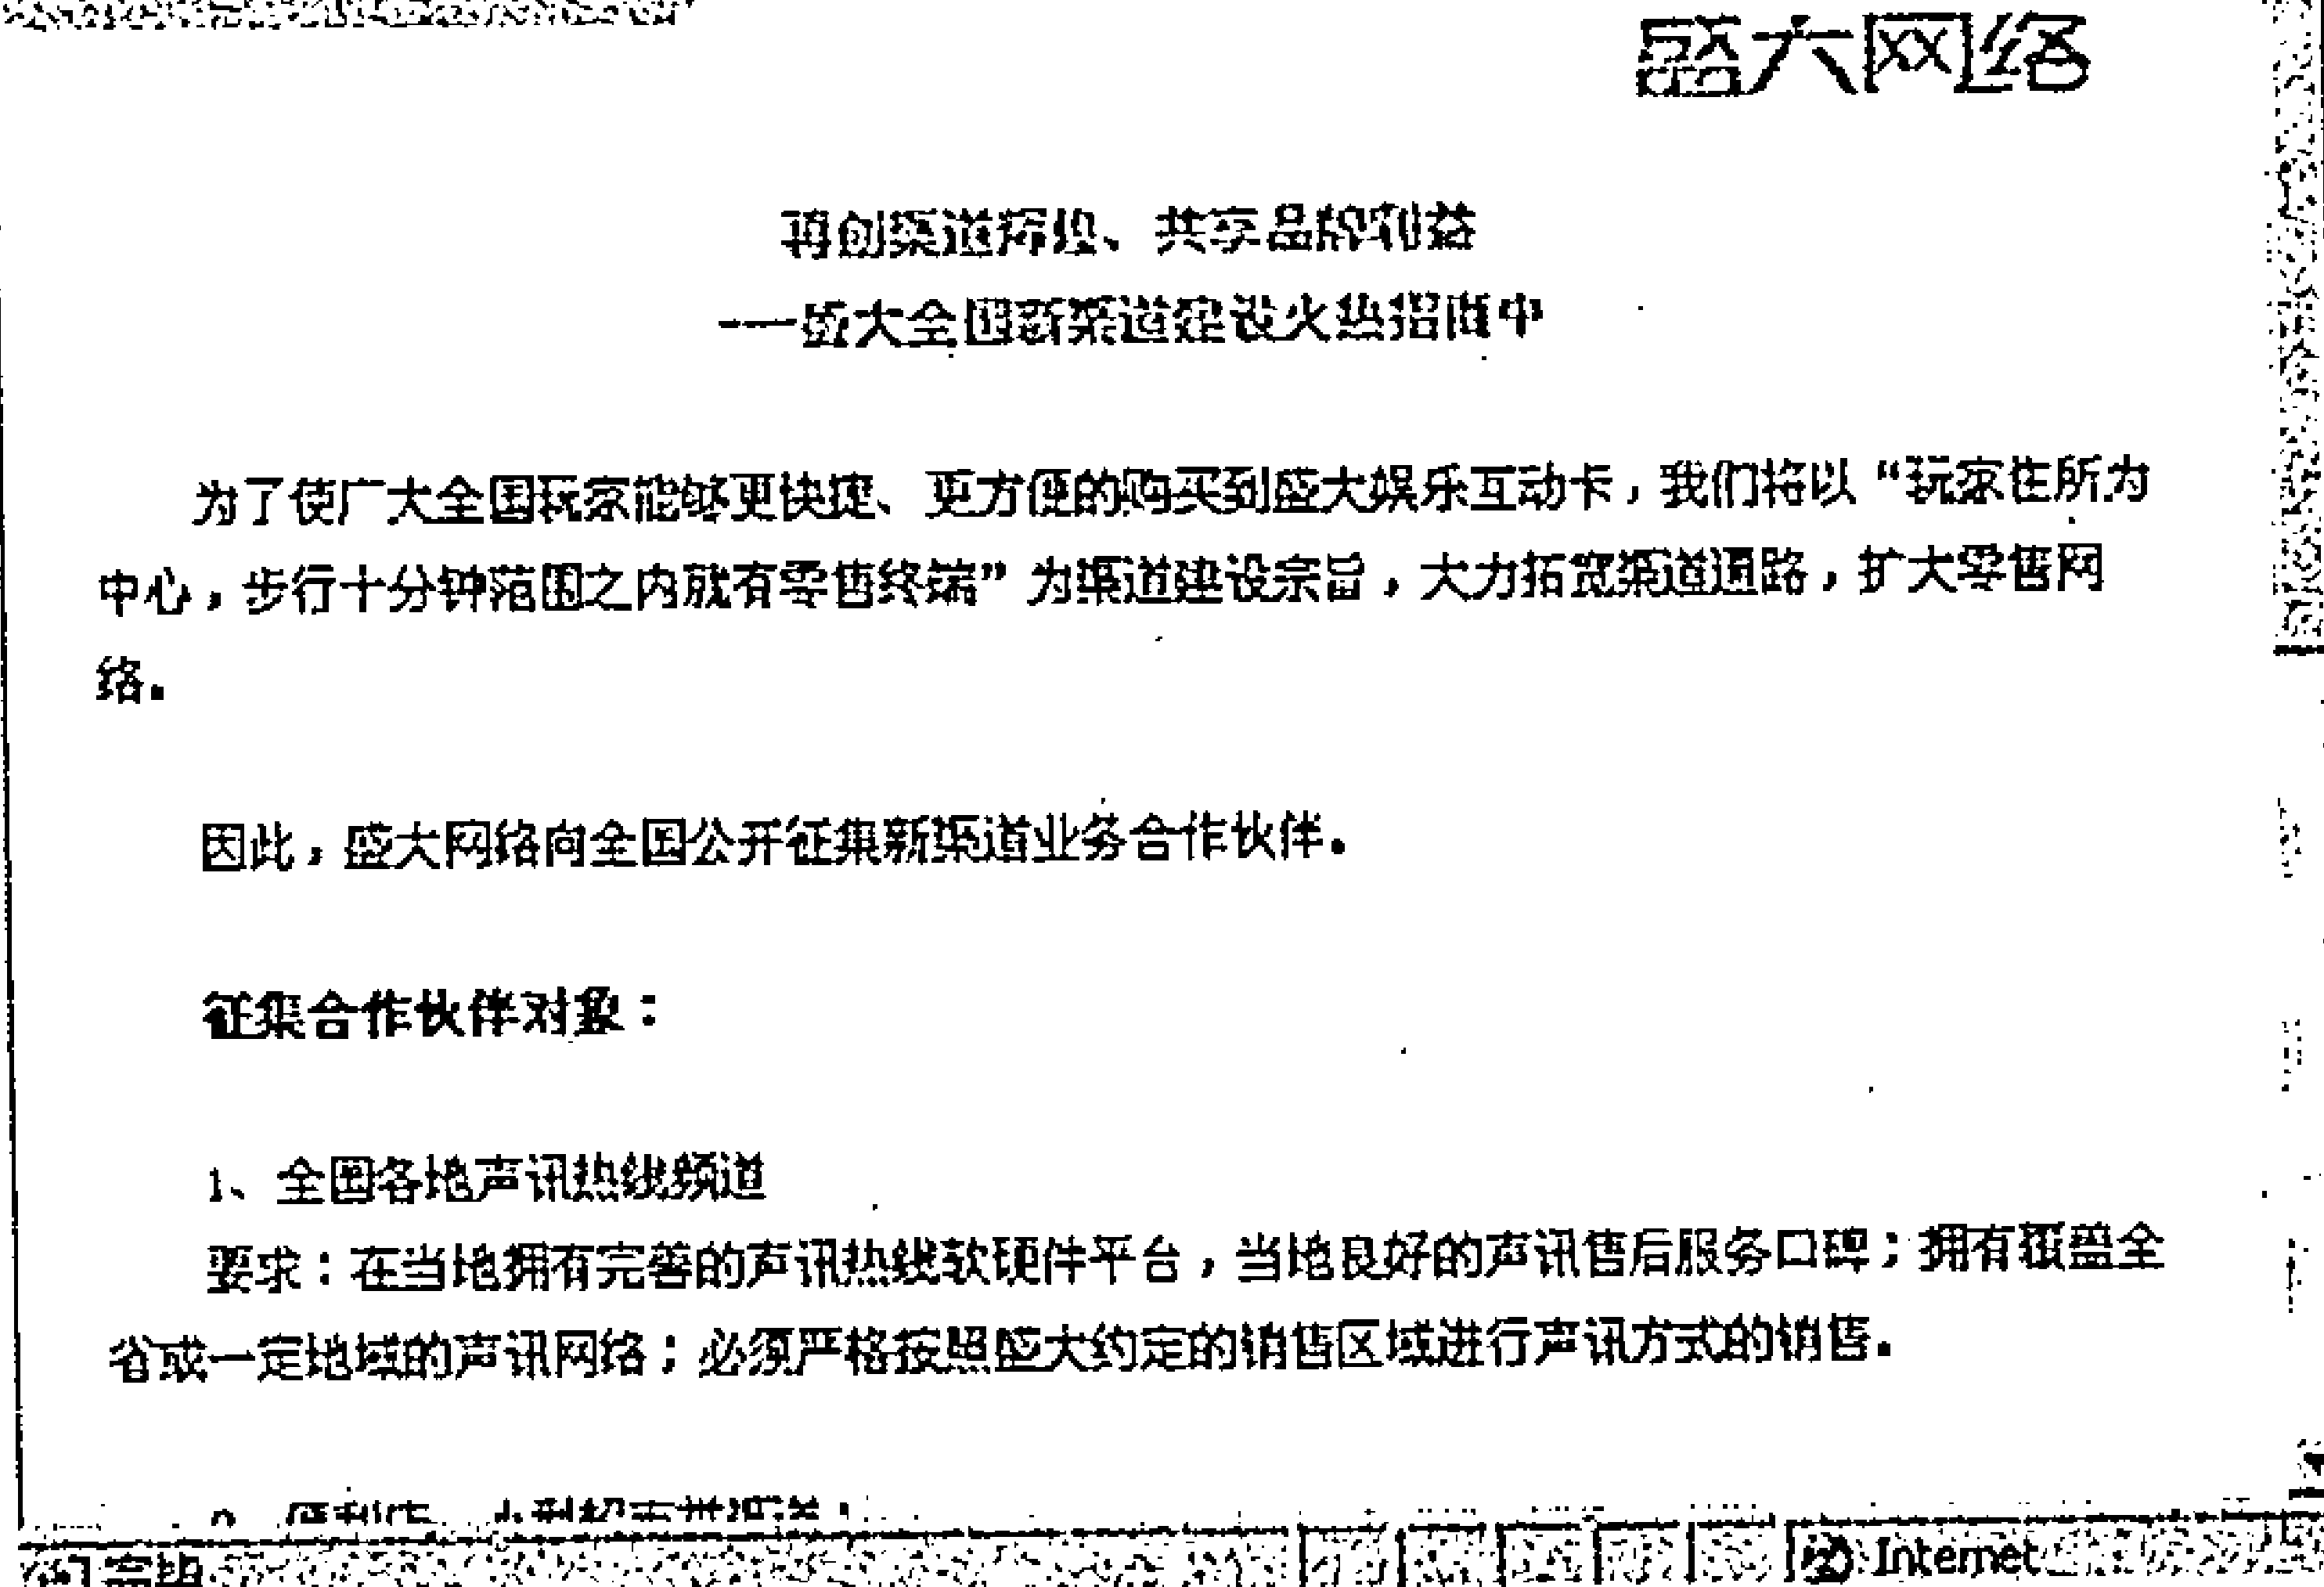 盛大网络
再创渠道辉煌、共享品牌利益
——盛大全国新渠道建设火热招商中
为了使广大全国玩家能够更快捷、更方便的购买到盛大娱乐互动卡，我们将以“玩家住所为
中心，步行十分钟范围之内就有零售终端”为渠道建设宗旨，大力拓宽渠道通路，扩大零售网
络。
因此，盛大网络向全国公开征集新渠道业务合作伙伴。
征集合作伙伴对象：
1、全国各地声讯热线频道
要求：在当地拥有完善的声讯热线软硬件平台，当地良好的声讯售后服务口碑；拥有覆盖全
省或一定地域的声讯网络；必须严格按照盛大约定的销售区域进行声讯方式的销售。
完毕
Internet